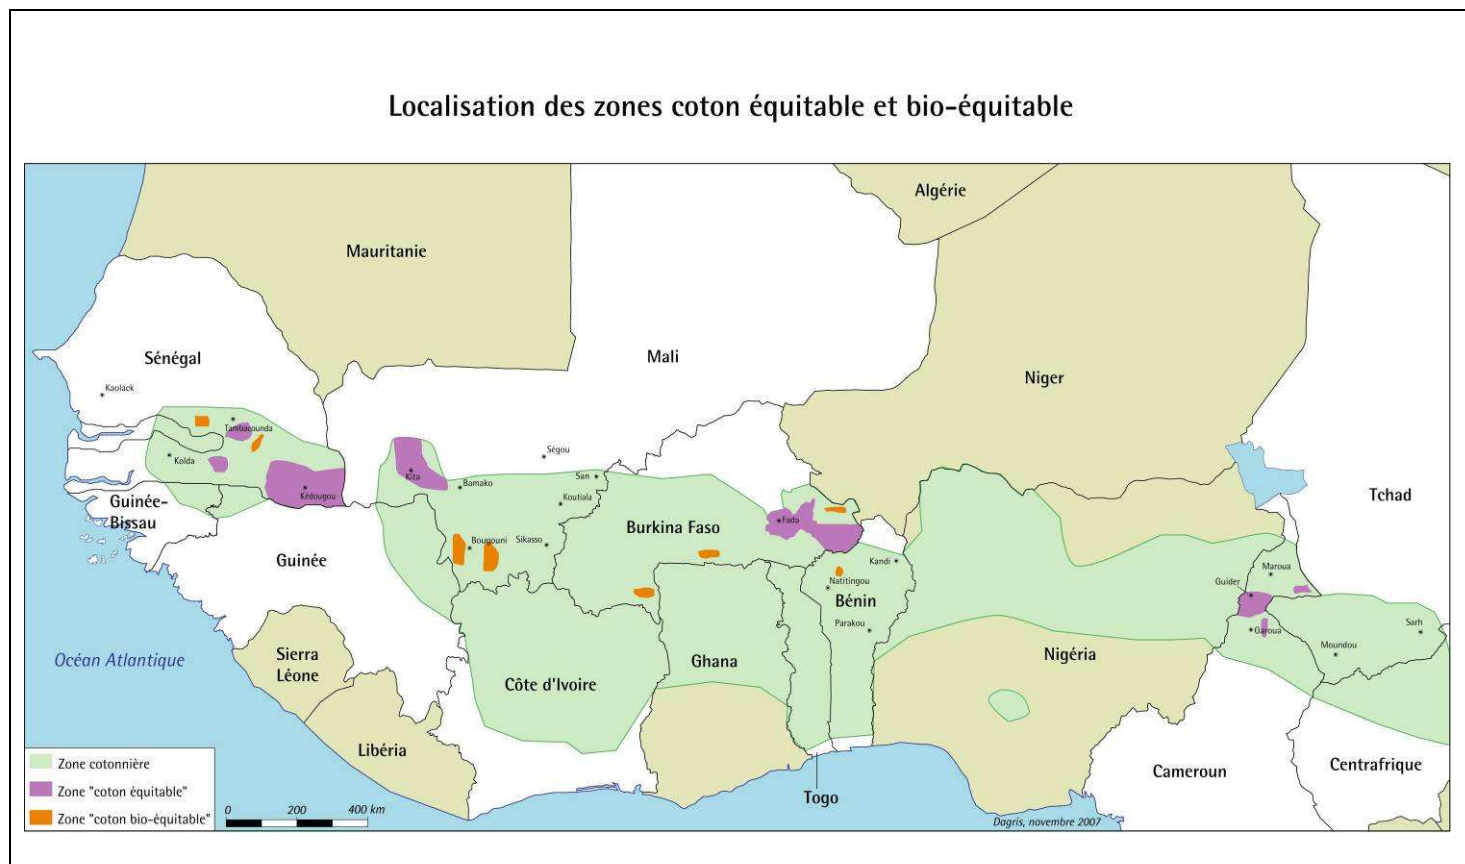 Localisation des zones coton équitable et bio-équitable
Algérie
Mauritanie
Sénégal
Mali
Niger
Kaolack
Tambacounda
Kolda
Kédougou
Kita
Bamako
Ségou
San
Koutiala
Guinée-
Bissau
Guinée
Bougouni
Sikasso
Burkina Faso
Fada
Kandi
Natitingou
Bénin
Parakou
Tchad
Maroua
Guider
Garoua
Moundou
Sarh
Océan Atlantique
Sierra
Léone
Côte d'Ivoire
Ghana
Nigéria
Libéria
Togo
Cameroun
Centrafrique
Zone cotonnière
Zone "coton équitable"
Zone "coton bio-équitable"
0 200 400 km
Dagris, novembre 2007